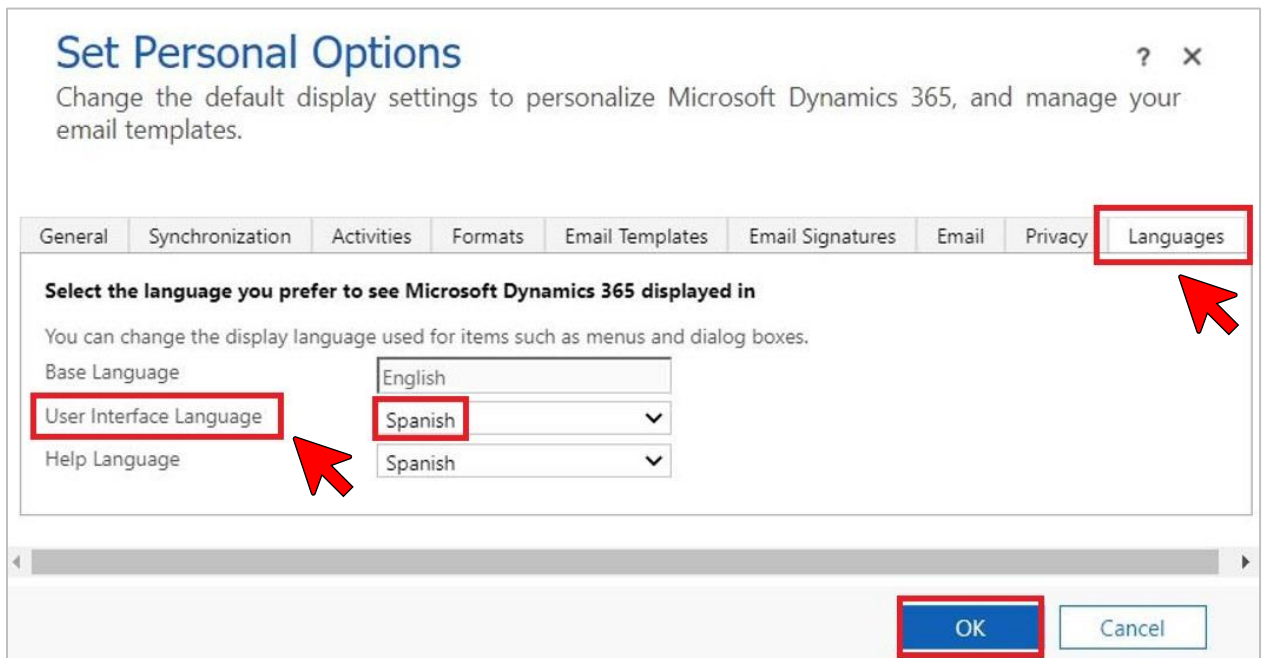 Set Personal Options
? ✕
Change the default display settings to personalize Microsoft Dynamics 365, and manage your
email templates.
General Synchronization Activities Formats Email Templates Email Signatures Email Privacy Languages
Select the language you prefer to see Microsoft Dynamics 365 displayed in
You can change the display language used for items such as menus and dialog boxes.
Base Language English
User Interface Language Spanish
Help Language Spanish
OK Cancel